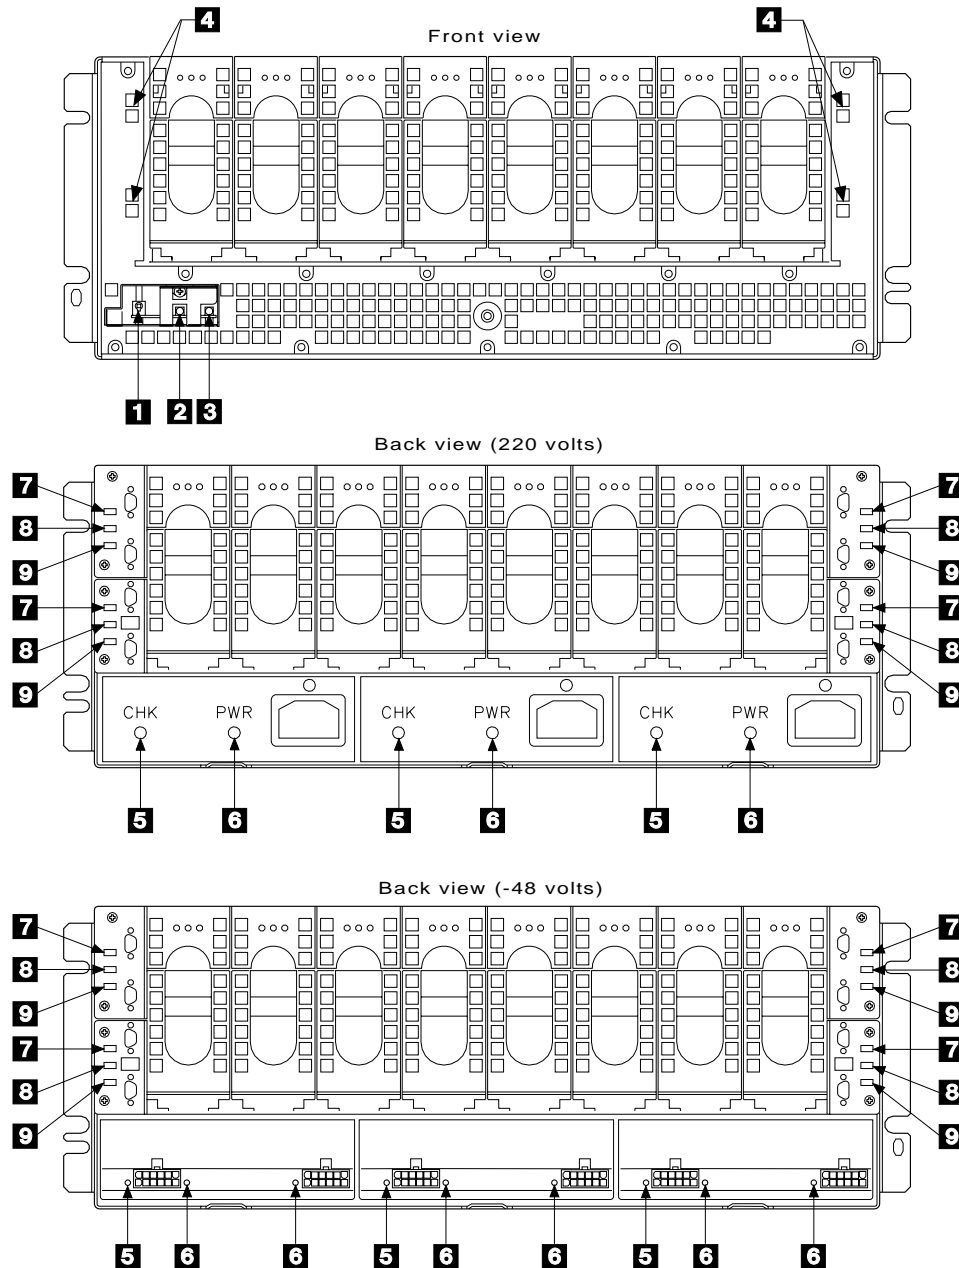 4 4
Front view
1 2 3
Back view (220 volts)
7 7
8 8
9 9
7 7
8 8
9 9
CHK PWR CHK PWR CHK PWR
5 6 5 6 5 6
Back view (-48 volts)
7 7
8 8
9 9
7 7
8 8
9 9
5 6 6 5 6 6 5 6 6